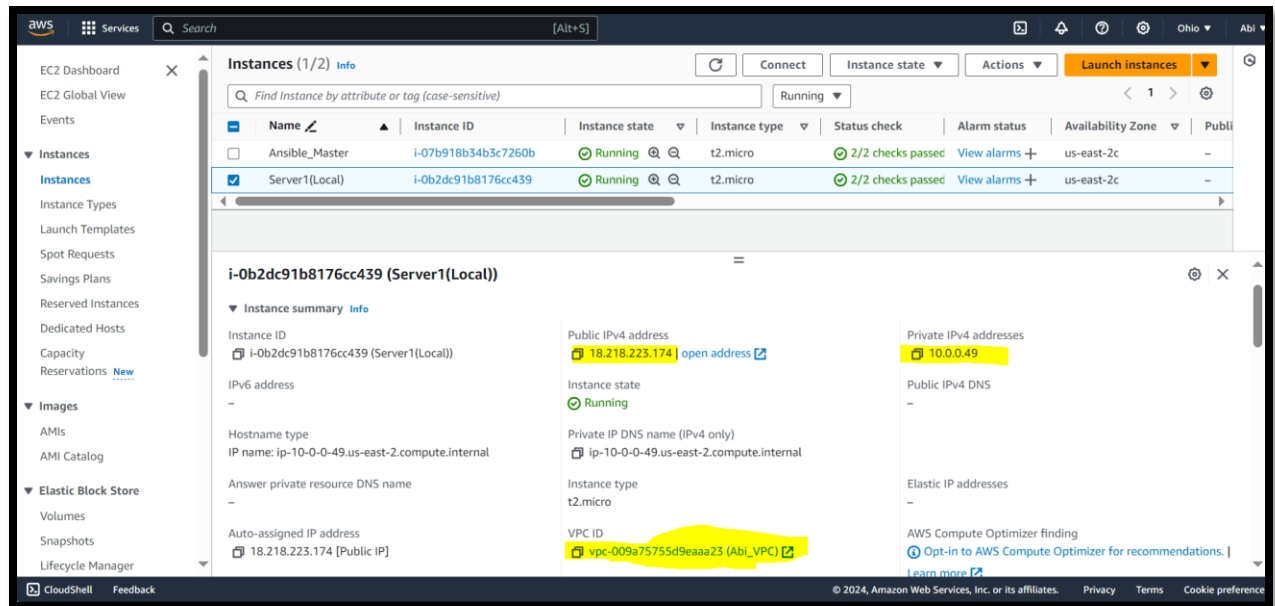 aws Services Search [Alt+S] Ohio Abi
EC2 Dashboard
EC2 Global View
Events
Instances
Instances
Instance Types
Launch Templates
Spot Requests
Savings Plans
Reserved Instances
Dedicated Hosts
Capacity
Reservations New
Images
AMIs
AMI Catalog
Elastic Block Store
Volumes
Snapshots
Lifecycle Manager
Instances (1/2) Info Connect Instance state Actions Launch instances
Find Instance by attribute or tag (case-sensitive) Running 1
Name Instance ID Instance state Instance type Status check Alarm status Availability Zone Publi
Ansible_Master i-07b918b34b3c7260b Running t2.micro 2/2 checks passed View alarms + us-east-2c –
Server1(Local) i-0b2dc91b8176cc439 Running t2.micro 2/2 checks passed View alarms + us-east-2c –
i-0b2dc91b8176cc439 (Server1(Local))
Instance summary Info
Instance ID Public IPv4 address Private IPv4 addresses
i-0b2dc91b8176cc439 (Server1(Local)) 18.218.223.174 | open address 10.0.0.49
IPv6 address Instance state Public IPv4 DNS
– Running –
Hostname type Private IP DNS name (IPv4 only)
IP name: ip-10-0-0-49.us-east-2.compute.internal ip-10-0-0-49.us-east-2.compute.internal
Answer private resource DNS name Instance type Elastic IP addresses
– t2.micro –
Auto-assigned IP address VPC ID AWS Compute Optimizer finding
18.218.223.174 [Public IP] vpc-009a75755d9eaaa23 (Abi_VPC) Opt-in to AWS Compute Optimizer for recommendations. |
Learn more
CloudShell Feedback © 2024, Amazon Web Services, Inc. or its affiliates. Privacy Terms Cookie preference